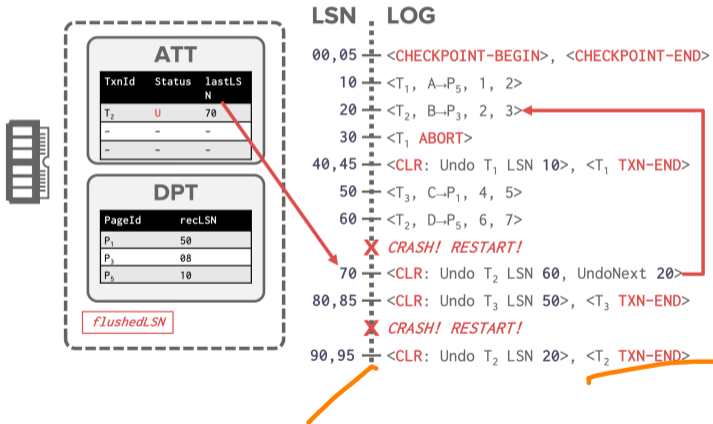 LSN LOG
ATT
TxnId Status lastLS
N
T₂ U 70
- - -
- - -
DPT
PageId recLSN
P₁ 50
P₃ 08
P₅ 10
flushedLSN
00,05 <CHECKPOINT-BEGIN>, <CHECKPOINT-END>
10 <T₁, A→P₅, 1, 2>
20 <T₂, B→P₃, 2, 3>
30 <T₁ ABORT>
40,45 <CLR: Undo T₁ LSN 10>, <T₁ TXN-END>
50 <T₃, C→P₁, 4, 5>
60 <T₂, D→P₅, 6, 7>
X CRASH! RESTART!
70 <CLR: Undo T₂ LSN 60, UndoNext 20>
80,85 <CLR: Undo T₃ LSN 50>, <T₃ TXN-END>
X CRASH! RESTART!
90,95 <CLR: Undo T₂ LSN 20>, <T₂ TXN-END>